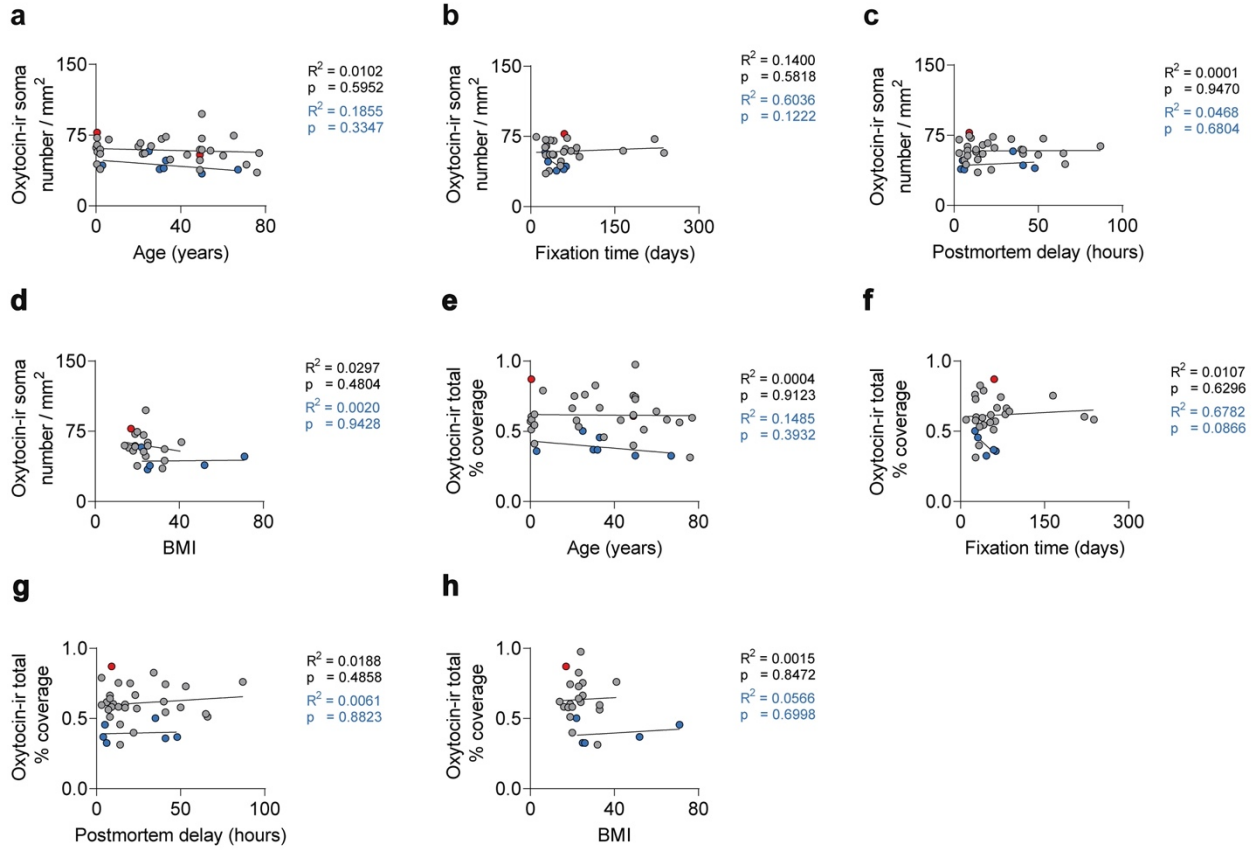 a
Oxytocin-ir soma
number / mm²
150
75
0
0 40 80
Age (years)
R² = 0.0102
p = 0.5952
R² = 0.1855
p = 0.3347
b
Oxytocin-ir soma
number / mm²
150
75
0
0 150 300
Fixation time (days)
R² = 0.1400
p = 0.5818
R² = 0.6036
p = 0.1222
c
Oxytocin-ir soma
number / mm²
150
75
0
0 50 100
Postmortem delay (hours)
R² = 0.0001
p = 0.9470
R² = 0.0468
p = 0.6804
d
Oxytocin-ir soma
number / mm²
150
75
0
0 40 80
BMI
R² = 0.0297
p = 0.4804
R² = 0.0020
p = 0.9428
e
Oxytocin-ir total
% coverage
1.0
0.5
0.0
0 40 80
Age (years)
R² = 0.0004
p = 0.9123
R² = 0.1485
p = 0.3932
f
Oxytocin-ir total
% coverage
1.0
0.5
0.0
0 150 300
Fixation time (days)
R² = 0.0107
p = 0.6296
R² = 0.6782
p = 0.0866
g
Oxytocin-ir total
% coverage
1.0
0.5
0.0
0 50 100
Postmortem delay (hours)
R² = 0.0188
p = 0.4858
R² = 0.0061
p = 0.8823
h
Oxytocin-ir total
% coverage
1.0
0.5
0.0
0 40 80
BMI
R² = 0.0015
p = 0.8472
R² = 0.0566
p = 0.6998